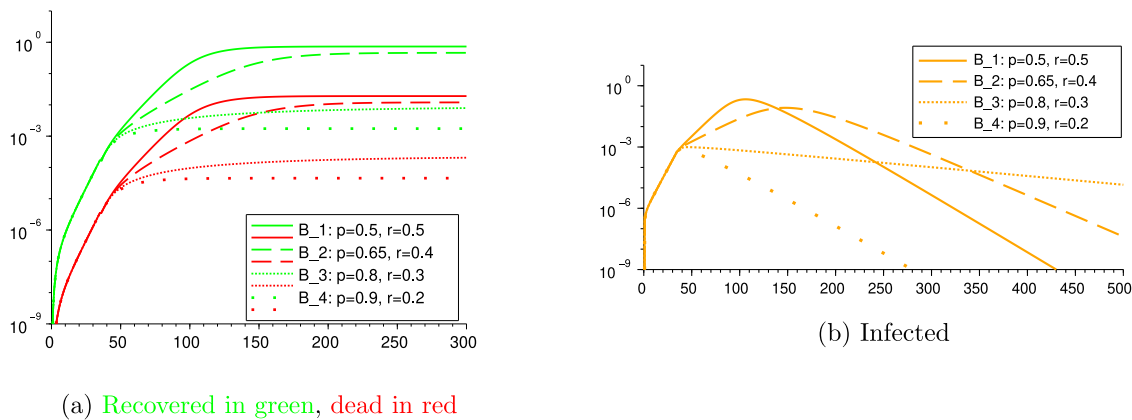 10^0
10^-3
10^-6
10^-9
0 50 100 150 200 250 300
B_1: p=0.5, r=0.5
B_2: p=0.65, r=0.4
B_3: p=0.8, r=0.3
B_4: p=0.9, r=0.2
(a) Recovered in green, dead in red
10^0
10^-3
10^-6
10^-9
0 50 100 150 200 250 300 350 400 450 500
B_1: p=0.5, r=0.5
B_2: p=0.65, r=0.4
B_3: p=0.8, r=0.3
B_4: p=0.9, r=0.2
(b) Infected